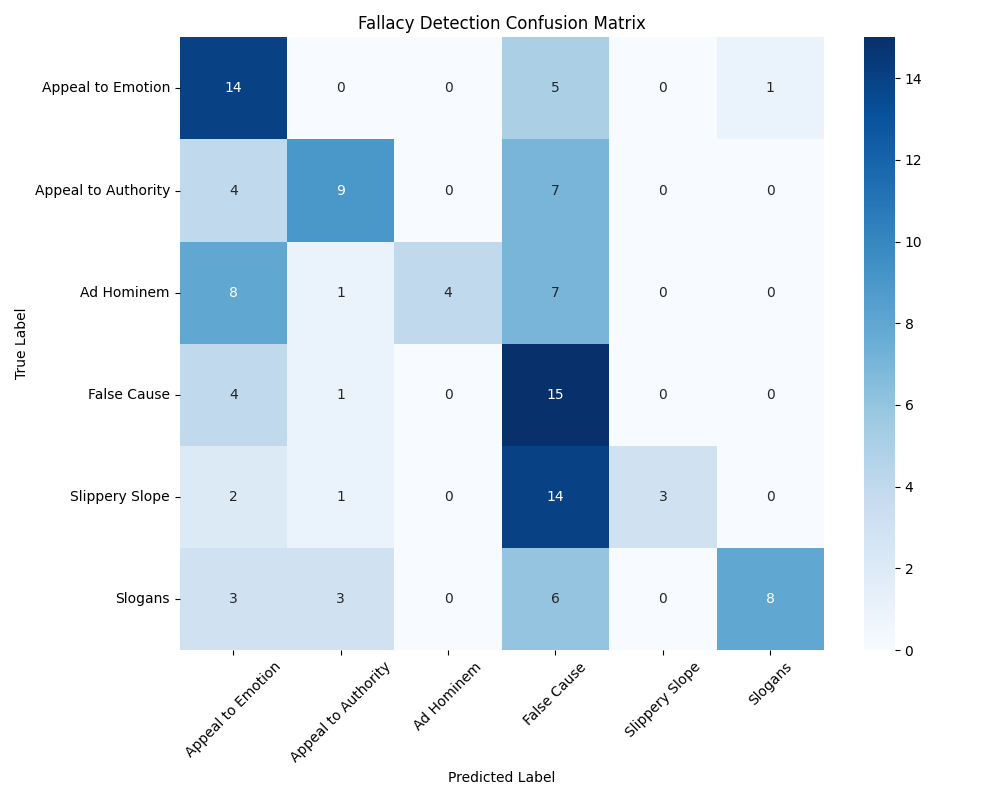 Fallacy Detection Confusion Matrix
Appeal to Emotion 14 0 0 5 0 1
Appeal to Authority 4 9 0 7 0 0
Ad Hominem 8 1 4 7 0 0
False Cause 4 1 0 15 0 0
Slippery Slope 2 1 0 14 3 0
Slogans 3 3 0 6 0 8
True Label
Appeal to Emotion Appeal to Authority Ad Hominem False Cause Slippery Slope Slogans
Predicted Label
14
12
10
8
6
4
2
0